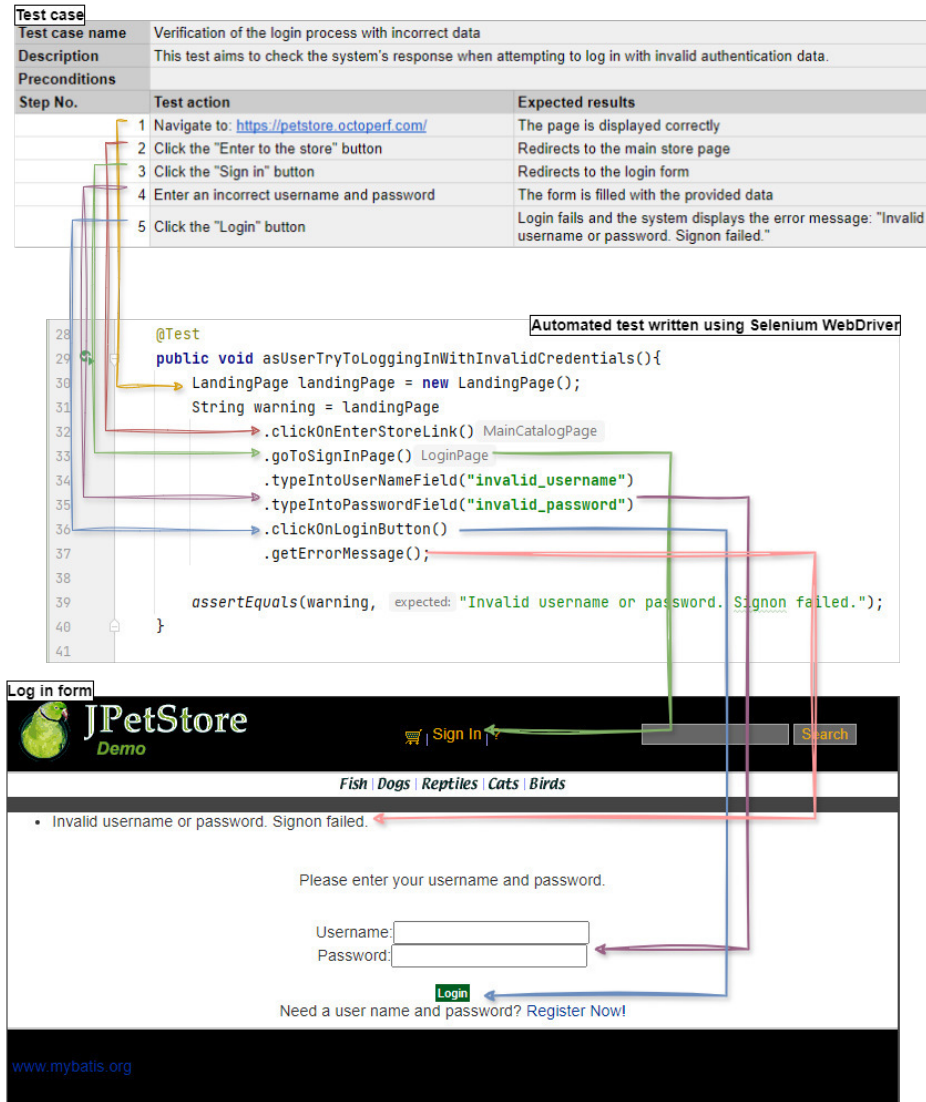 Test case
Test case name Verification of the login process with incorrect data
Description This test aims to check the system's response when attempting to log in with invalid authentication data.
Preconditions
Step No. Test action Expected results
1 Navigate to: https://petstore.octoperf.com/ The page is displayed correctly
2 Click the "Enter to the store" button Redirects to the main store page
3 Click the "Sign in" button Redirects to the login form
4 Enter an incorrect username and password The form is filled with the provided data
5 Click the "Login" button Login fails and the system displays the error message: "Invalid
username or password. Signon failed."
Automated test written using Selenium WebDriver
28 @Test
29 public void asUserTryToLoggingInWithInvalidCredentials(){
30 LandingPage landingPage = new LandingPage();
31 String warning = landingPage
32 .clickOnEnterStoreLink() MainCatalogPage
33 .goToSignInPage() LoginPage
34 .typeIntoUserNameField("invalid_username")
35 .typeIntoPasswordField("invalid_password")
36 .clickOnLoginButton()
37 .getErrorMessage();
38
39 assertEquals(warning, expected: "Invalid username or password. Signon failed.");
40 }
41
Log in form
JPetStore
Demo
| Sign In | ? Search
Fish | Dogs | Reptiles | Cats | Birds
• Invalid username or password. Signon failed.
Please enter your username and password.
Username:
Password:
Login
Need a user name and password? Register Now!
www.mybatis.org